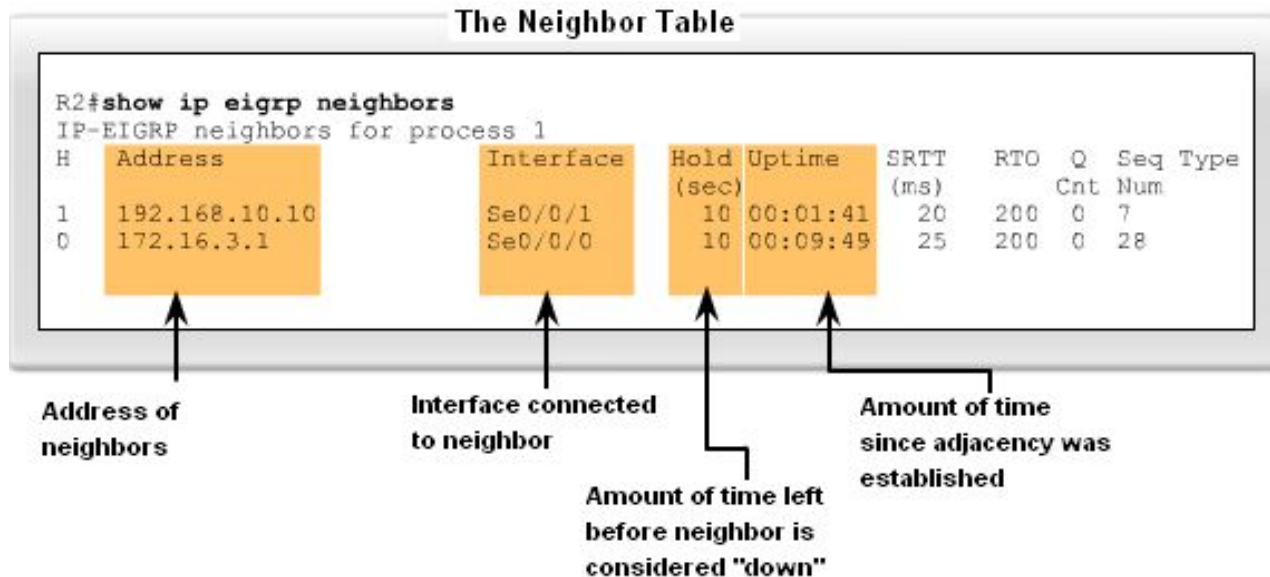 The Neighbor Table
R2#show ip eigrp neighbors
IP-EIGRP neighbors for process 1
H Address Interface Hold Uptime SRTT RTO Q Seq Type
(sec) (ms) Cnt Num
1 192.168.10.10 Se0/0/1 10 00:01:41 20 200 0 7
0 172.16.3.1 Se0/0/0 10 00:09:49 25 200 0 28
Address of
neighbors
Interface connected
to neighbor
Amount of time left
before neighbor is
considered "down"
Amount of time
since adjacency was
established